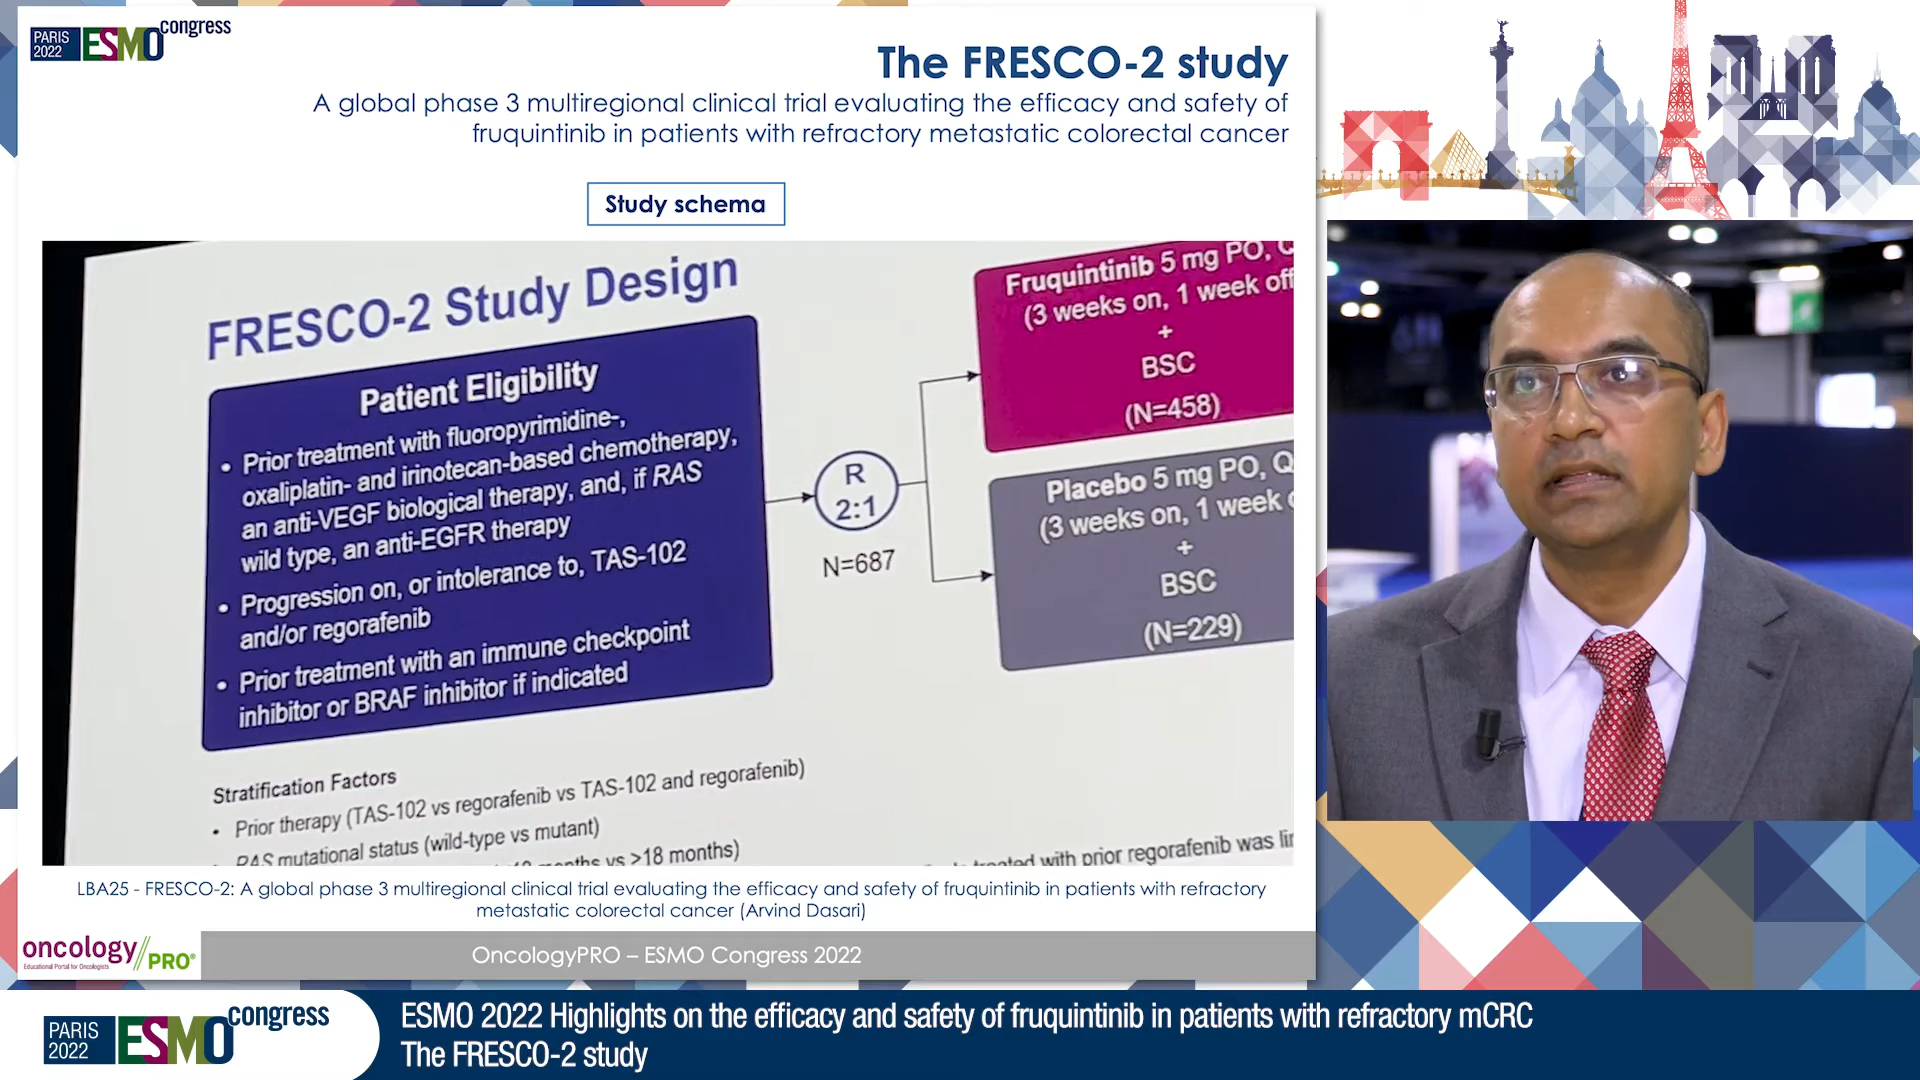 PARIS
2022
ESMO
congress
The FRESCO-2 study
A global phase 3 multiregional clinical trial evaluating the efficacy and safety of
fruquintinib in patients with refractory metastatic colorectal cancer
Study schema
FRESCO-2 Study Design
Patient Eligibility
• Prior treatment with fluoropyrimidine-,
oxaliplatin- and irinotecan-based chemotherapy,
an anti-VEGF biological therapy, and, if RAS
wild type, an anti-EGFR therapy
• Progression on, or intolerance to, TAS-102
and/or regorafenib
• Prior treatment with an immune checkpoint
inhibitor or BRAF inhibitor if indicated
R
2:1
N=687
Fruquintinib 5 mg PO,
(3 weeks on, 1 week off
+
BSC
(N=458)
Placebo 5 mg PO, Q
(3 weeks on, 1 week
+
BSC
(N=229)
Stratification Factors
• Prior therapy (TAS-102 vs regorafenib vs TAS-102 and regorafenib)
RAS mutational status (wild-type vs mutant)
vs >18 months)
treated with prior regorafenib was
LBA25 - FRESCO-2: A global phase 3 multiregional clinical trial evaluating the efficacy and safety of fruquintinib in patients with refractory
metastatic colorectal cancer (Arvind Dasari)
oncology//PRO®
Educational Portal for Oncologists
OncologyPRO – ESMO Congress 2022
PARIS
2022
ESMO
congress
ESMO 2022 Highlights on the efficacy and safety of fruquintinib in patients with refractory mCRC
The FRESCO-2 study